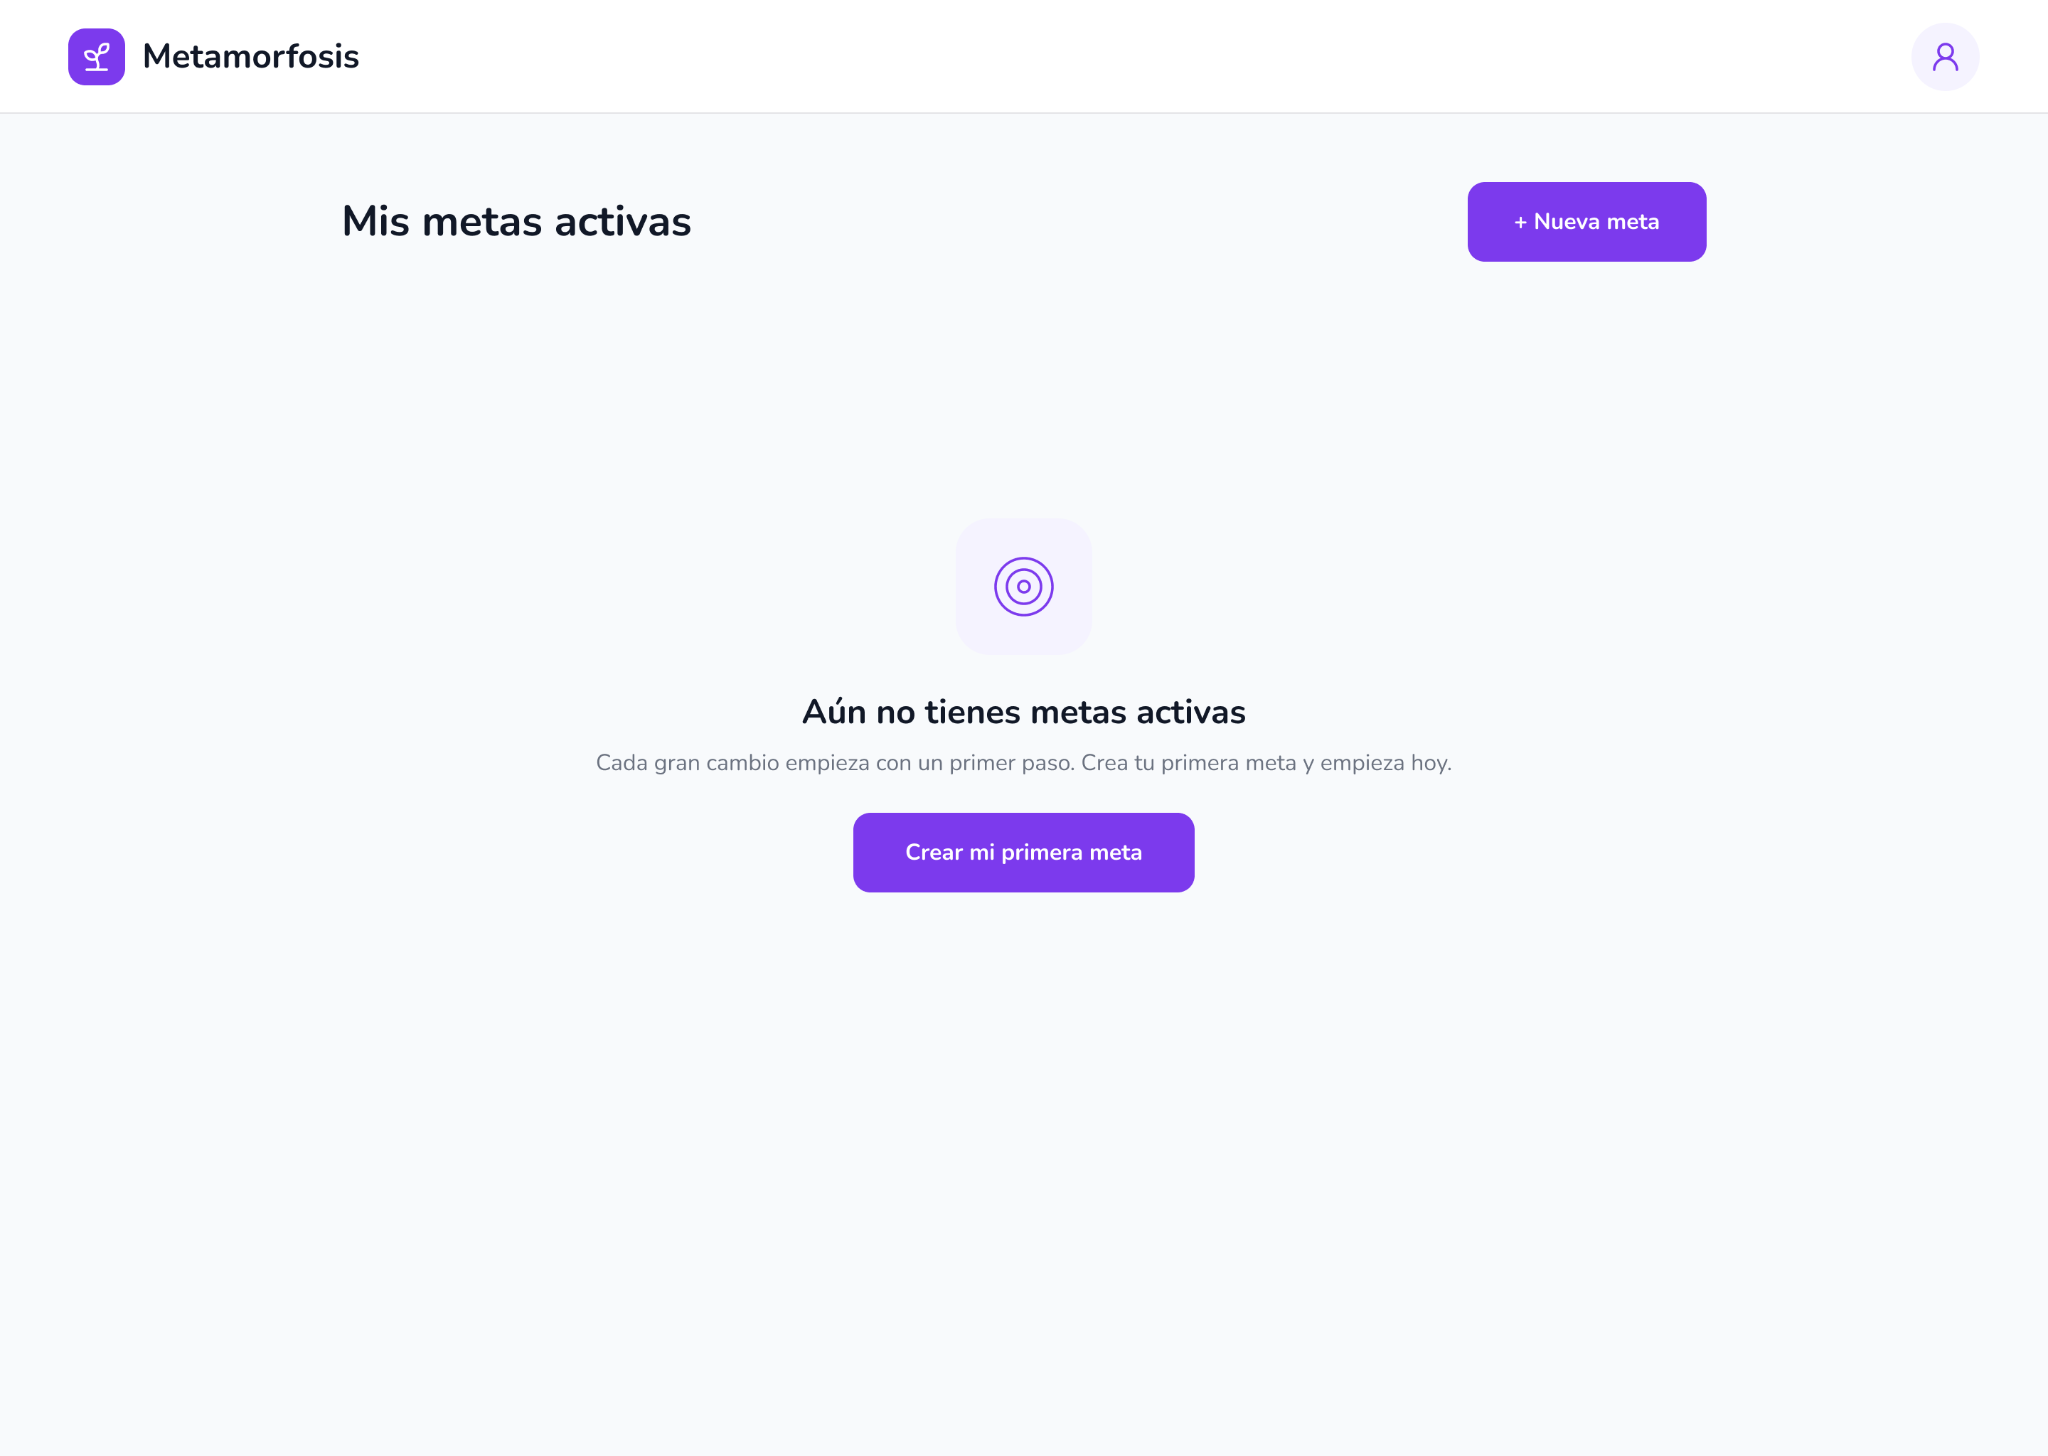 Metamorfosis
Mis metas activas
+ Nueva meta
Aún no tienes metas activas
Cada gran cambio empieza con un primer paso. Crea tu primera meta y empieza hoy.
Crear mi primera meta